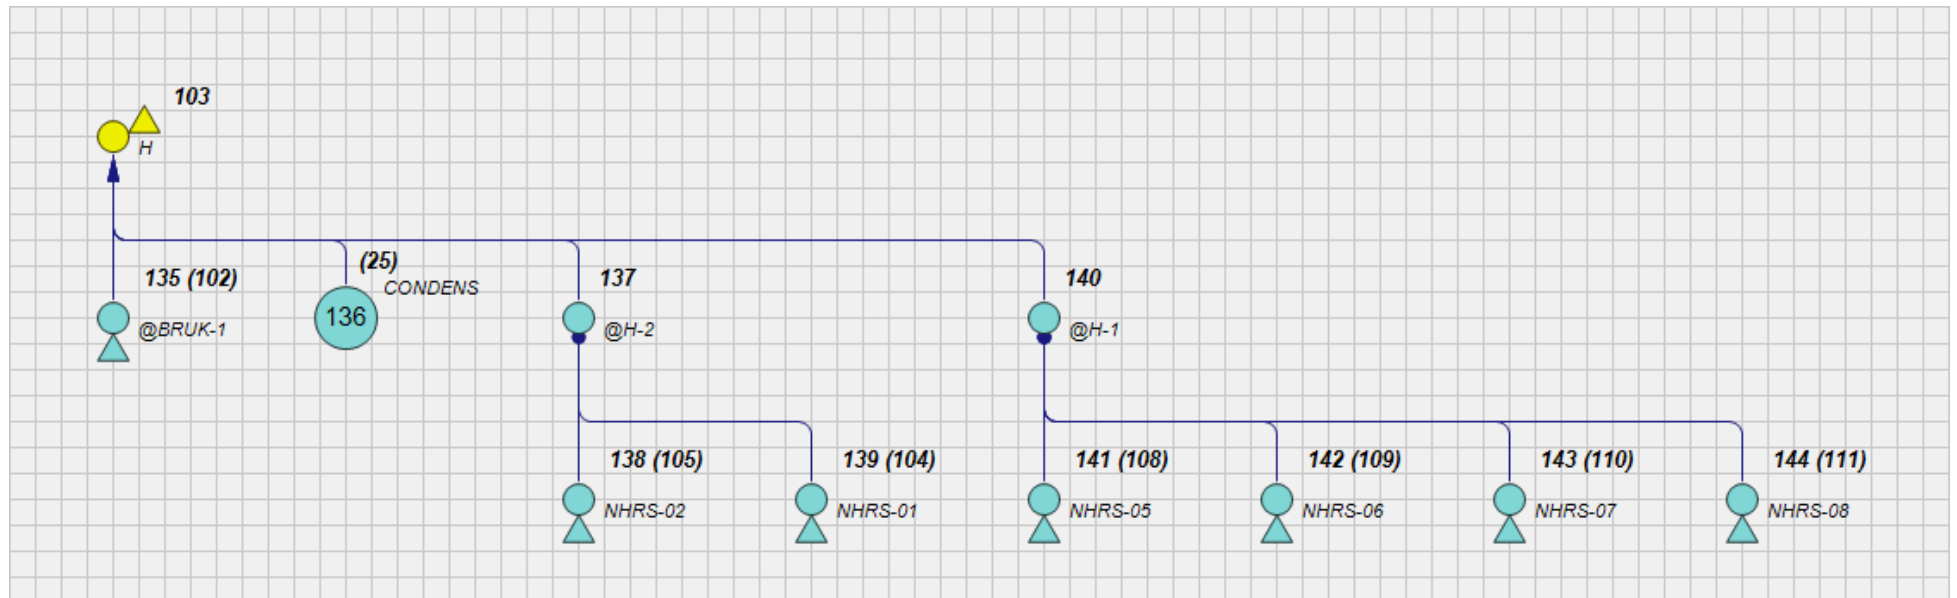 103
H
135 (102)
@BRUK-1
(25)
CONDENS
136
137
@H-2
140
@H-1
138 (105)
NHRS-02
139 (104)
NHRS-01
141 (108)
NHRS-05
142 (109)
NHRS-06
143 (110)
NHRS-07
144 (111)
NHRS-08